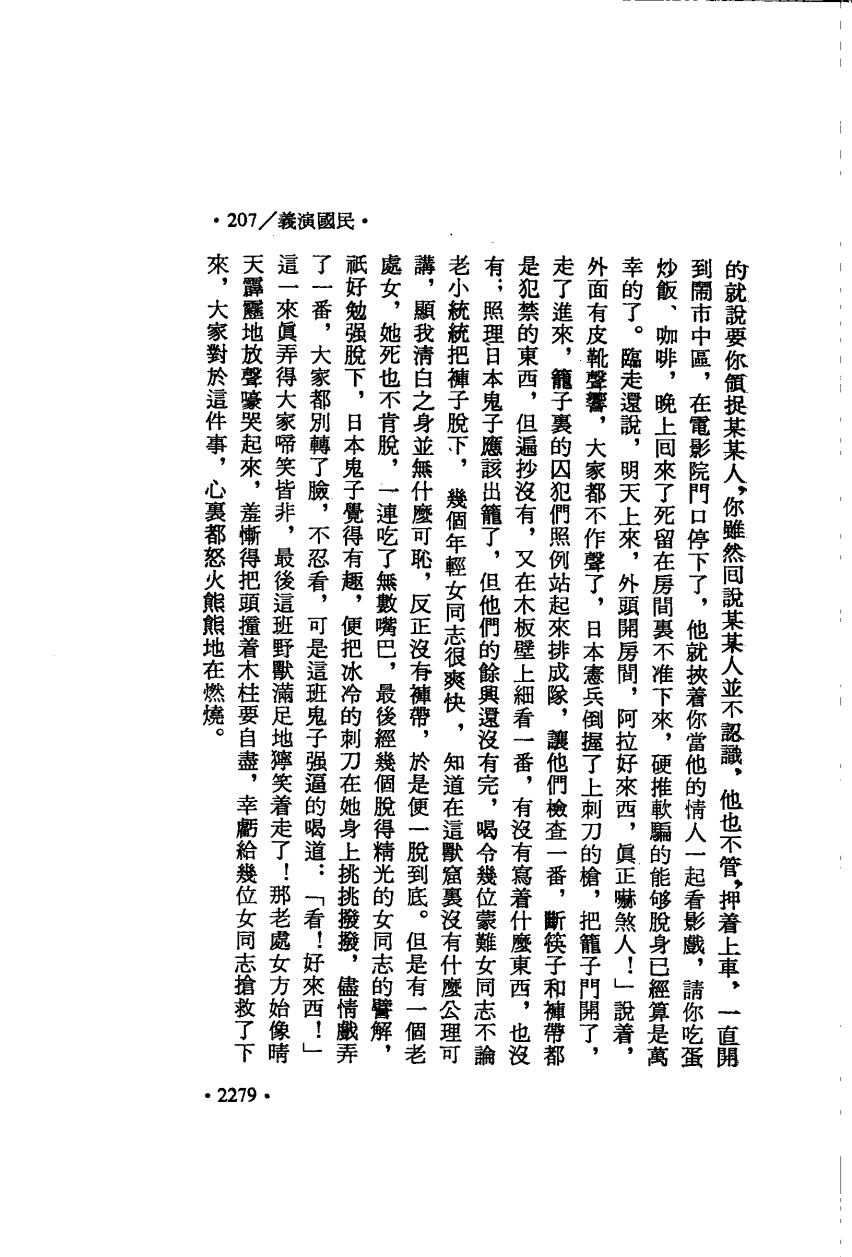 •207／義演國民•
的就說要你領捉某某人，你雖然回說某某人並不認識，他也不管，押着上車，一直開
到鬧市中區，在電影院門口停下了，他就挾着你當他的情人一起看影戲，請你吃蛋
炒飯、咖啡，晚上回來了死留在房間裏不准下來，硬推軟騙的能够脫身已經算是萬
幸的了。臨走還說，明天上來，外頭開房間，阿拉好來西，眞正嚇煞人！」說着，
外面有皮靴聲響，大家都不作聲了，日本憲兵倒握了上刺刀的槍，把籠子門開了，
走了進來，籠子裏的囚犯們照例站起來排成隊，讓他們檢查一番，斷筷子和褲帶都
是犯禁的東西，但遍抄沒有，又在木板壁上細看一番，有沒有寫着什麼東西，也沒
有；照理日本鬼子應該出籠了，但他們的餘興還沒有完，喝令幾位蒙難女同志不論
老小統統把褲子脫下，幾個年輕女同志很爽快，知道在這獸窟裏沒有什麼公理可
講，顯我清白之身並無什麼可恥，反正沒有褲帶，於是便一脫到底。但是有一個老
處女，她死也不肯脫，一連吃了無數嘴巴，最後經幾個脫得精光的女同志的譬解，
祇好勉强脫下，日本鬼子覺得有趣，便把冰冷的刺刀在她身上挑挑撥撥，儘情戲弄
了一番，大家都別轉了臉，不忍看，可是這班鬼子强逼的喝道：「看！好來西！」
這一來眞弄得大家啼笑皆非，最後這班野獸滿足地獰笑着走了！那老處女方始像晴
天霹靂地放聲嚎哭起來，羞慚得把頭撞着木柱要自盡，幸虧給幾位女同志搶救了下
來，大家對於這件事，心裏都怒火熊熊地在燃燒。
•2279•